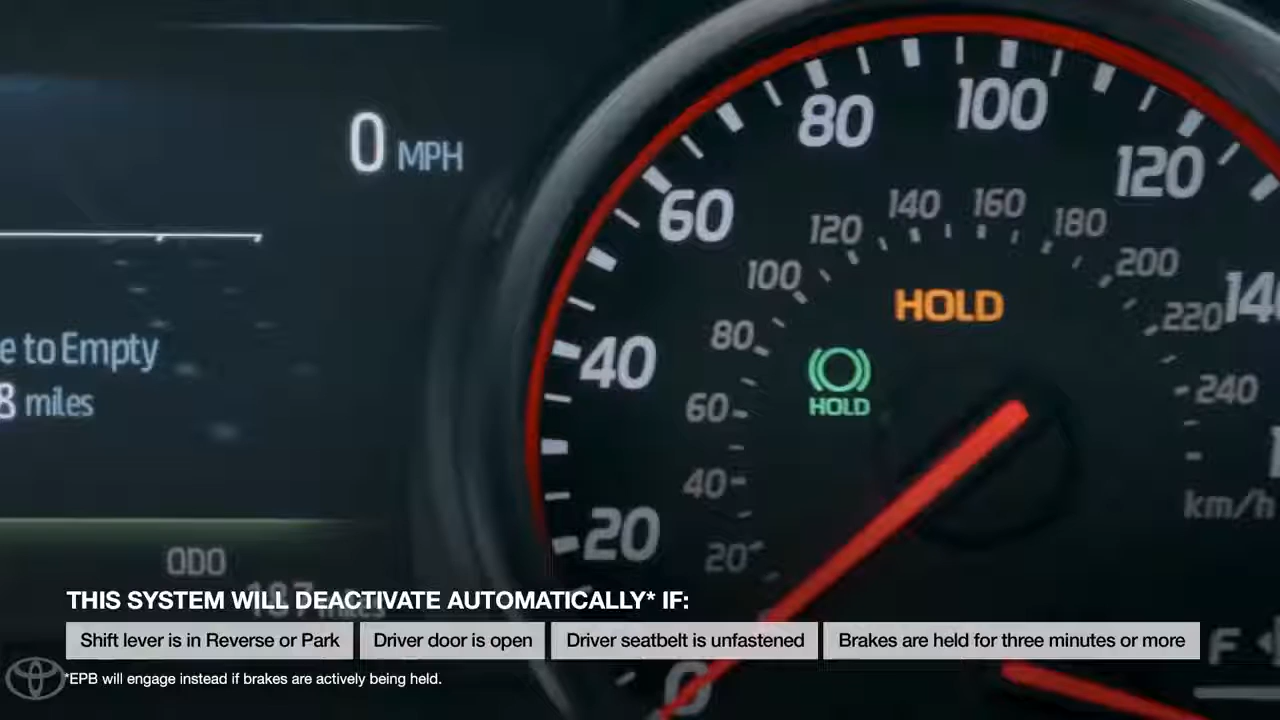 0 MPH
80
100
120
60
140
160
180
120
200
100
220
HOLD
80
40
HOLD
240
60
e to Empty
8 miles
40
km/h
20
20
ODO
THIS SYSTEM WILL DEACTIVATE AUTOMATICALLY* IF:
Shift lever is in Reverse or Park
Driver door is open
Driver seatbelt is unfastened
Brakes are held for three minutes or more
F
0
*EPB will engage instead if brakes are actively being held.